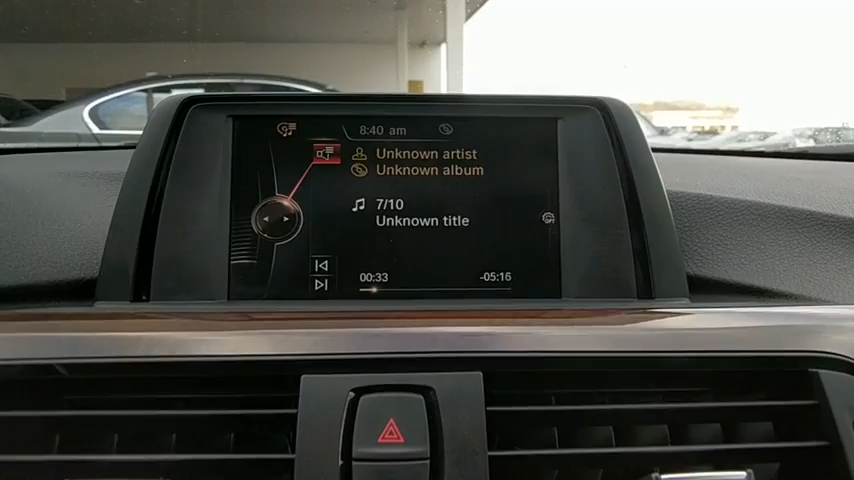 8:40 am
Unknown artist
Unknown album
7/10
Unknown title
00:33 -05:16